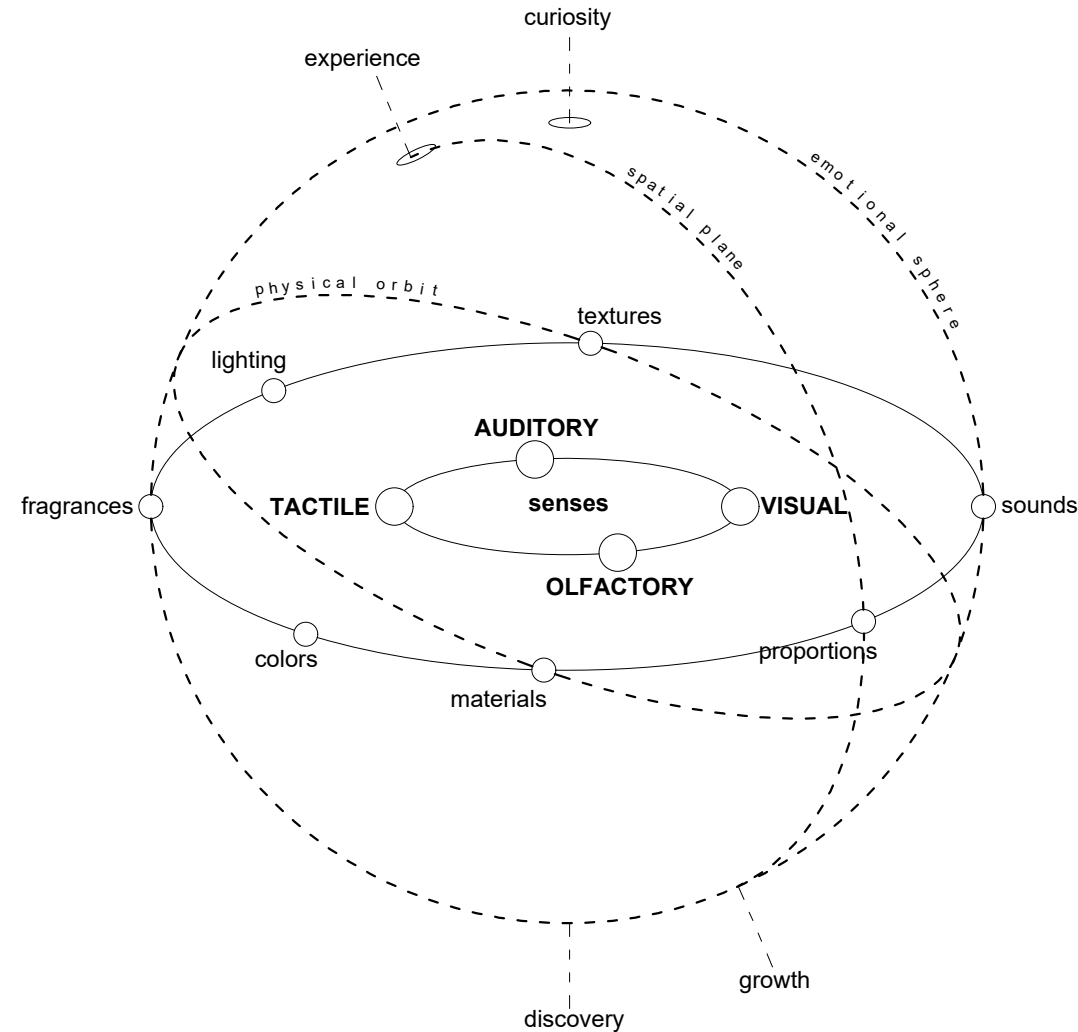 curiosity
experience
emotional sphere
spatial plane
physical orbit
textures
lighting
AUDITORY
fragrances
TACTILE
senses
VISUAL
sounds
OLFACTORY
colors
proportions
materials
growth
discovery